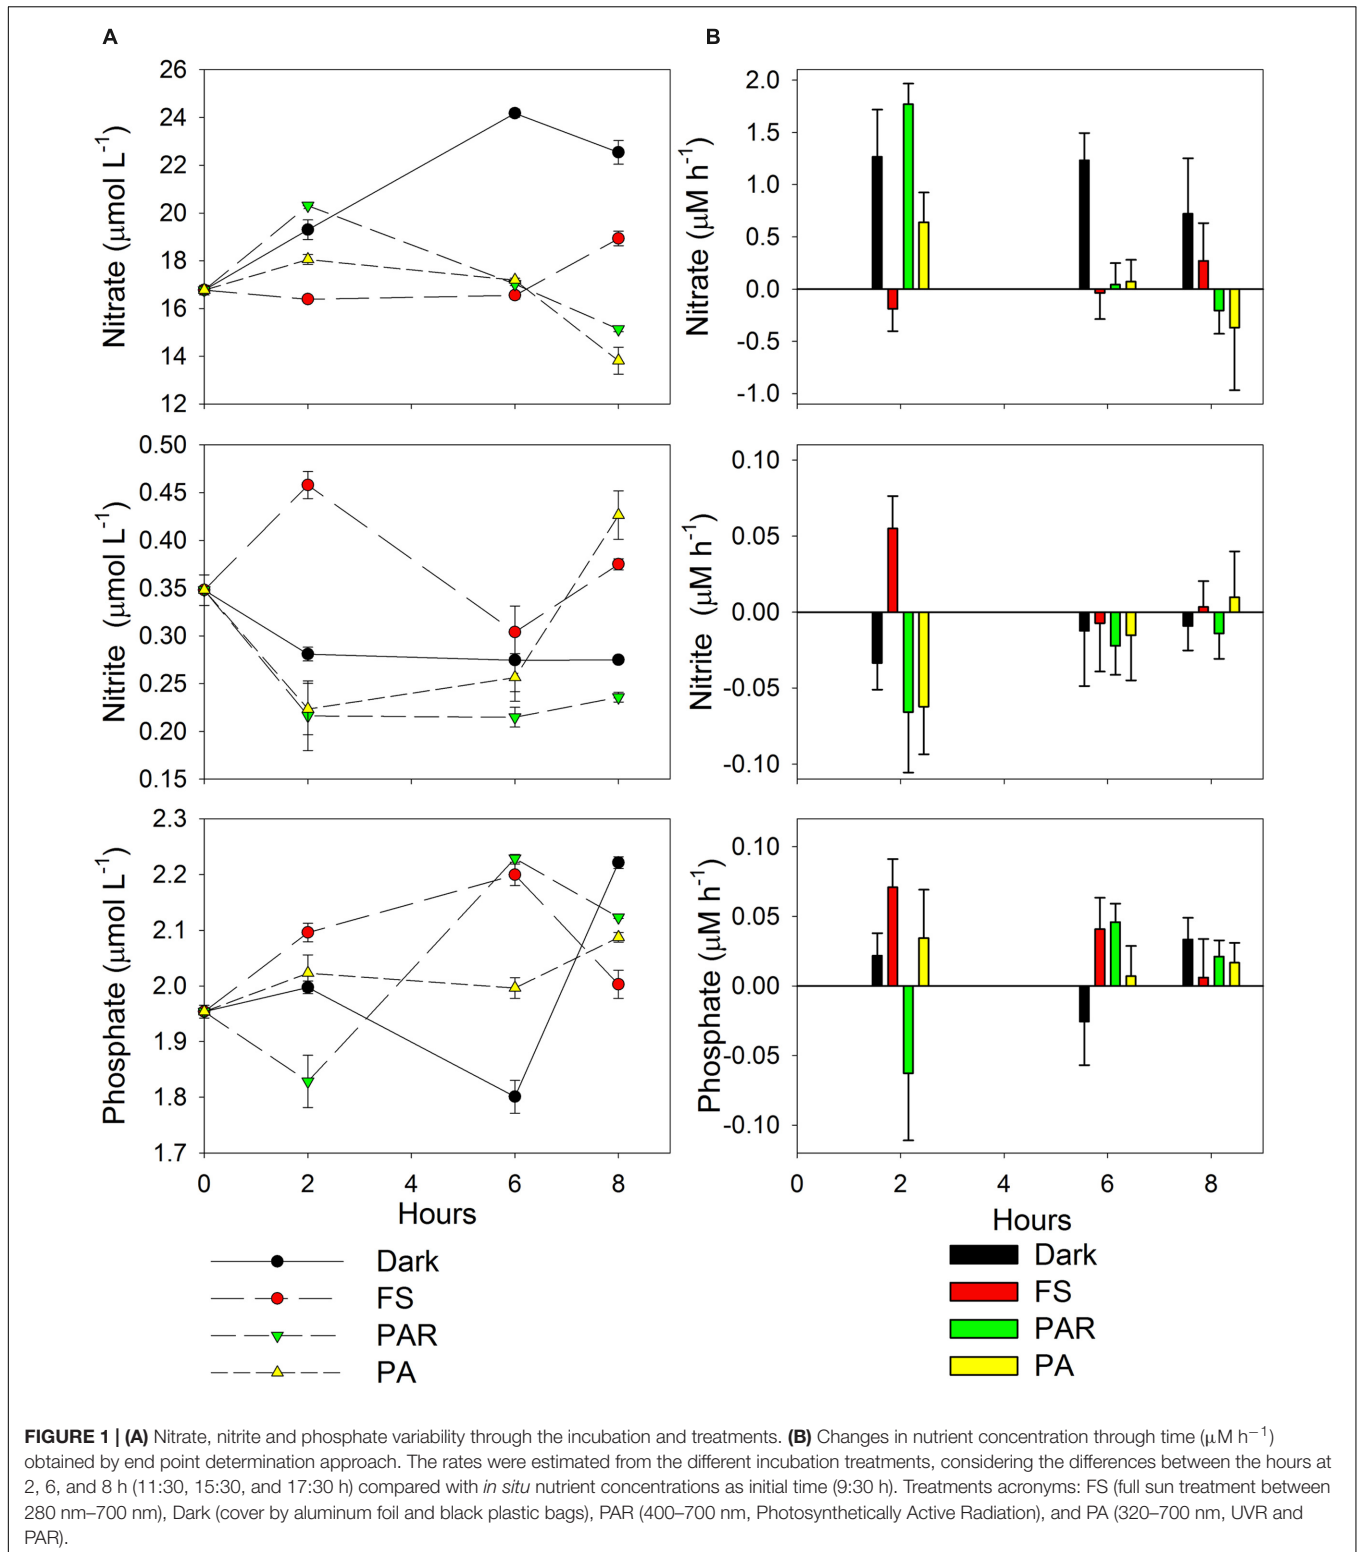 A
B
26
24
22
20
18
16
14
12
Nitrate (μmol L⁻¹)
2.0
1.5
1.0
0.5
0.0
-0.5
-1.0
Nitrate (μM h⁻¹)
0.50
0.45
0.40
0.35
0.30
0.25
0.20
0.15
Nitrite (μmol L⁻¹)
0.10
0.05
0.00
-0.05
-0.10
Nitrite (μM h⁻¹)
2.3
2.2
2.1
2.0
1.9
1.8
1.7
Phosphate (μmol L⁻¹)
0.10
0.05
0.00
-0.05
-0.10
Phosphate (μM h⁻¹)
0 2 4 6 8
Hours
0 2 4 6 8
Hours
Dark
FS
PAR
PA
Dark
FS
PAR
PA
FIGURE 1 | (A) Nitrate, nitrite and phosphate variability through the incubation and treatments. (B) Changes in nutrient concentration through time (μM h⁻¹)
obtained by end point determination approach. The rates were estimated from the different incubation treatments, considering the differences between the hours at
2, 6, and 8 h (11:30, 15:30, and 17:30 h) compared with in situ nutrient concentrations as initial time (9:30 h). Treatments acronyms: FS (full sun treatment between
280 nm–700 nm), Dark (cover by aluminum foil and black plastic bags), PAR (400–700 nm, Photosynthetically Active Radiation), and PA (320–700 nm, UVR and
PAR).